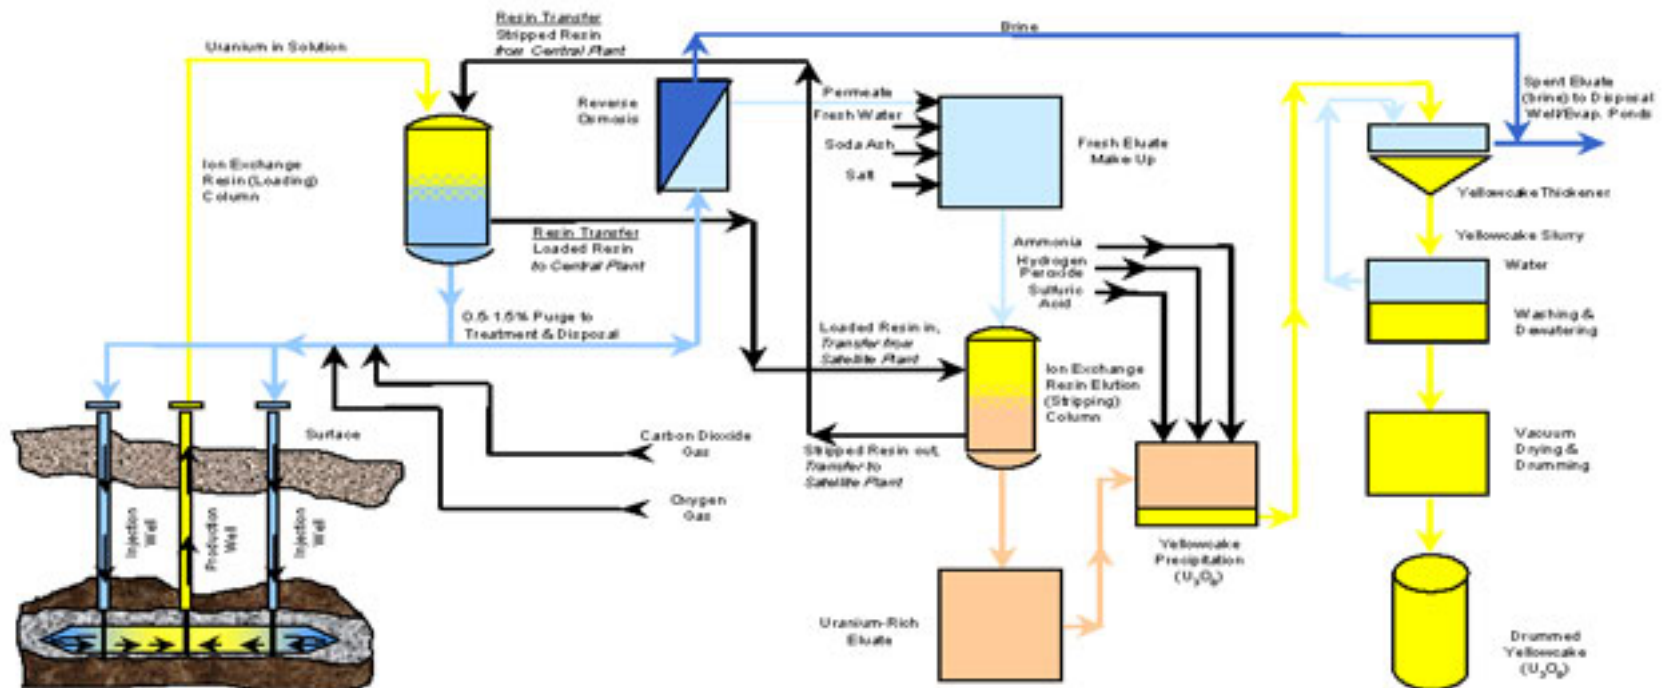 Resin Transfer
Stripped Resin
from Central Plant
Brine
Uranium in Solution
Reverse
Osmosis
Permeate
Fresh Water
Soda Ash
Salt
Fresh Eluate
Make Up
Spent Eluate
(brine) to Disposal
Well/Evap. Ponds
Ion Exchange
Resin (Loading)
Column
Yellowcake Thickener
Resin Transfer
Loaded Resin
to Central Plant
Ammonia
Hydrogen
Peroxide
Sulfuric
Acid
Yellowcake Slurry
Water
0.5-1.5% Purge to
Treatment & Disposal
Loaded Resin in,
Transfer from
Satellite Plant
Washing &
Dewatering
Ion Exchange
Resin Elution
(Stripping)
Column
Surface
Carbon Dioxide
Gas
Stripped Resin out,
Transfer to
Satellite Plant
Vacuum
Drying &
Drumming
Oxygen
Gas
Injection
Well
Production
Well
Injection
Well
Yellowcake
Precipitation
(U3O8)
Uranium-Rich
Eluate
Drummed
Yellowcake
(U3O8)